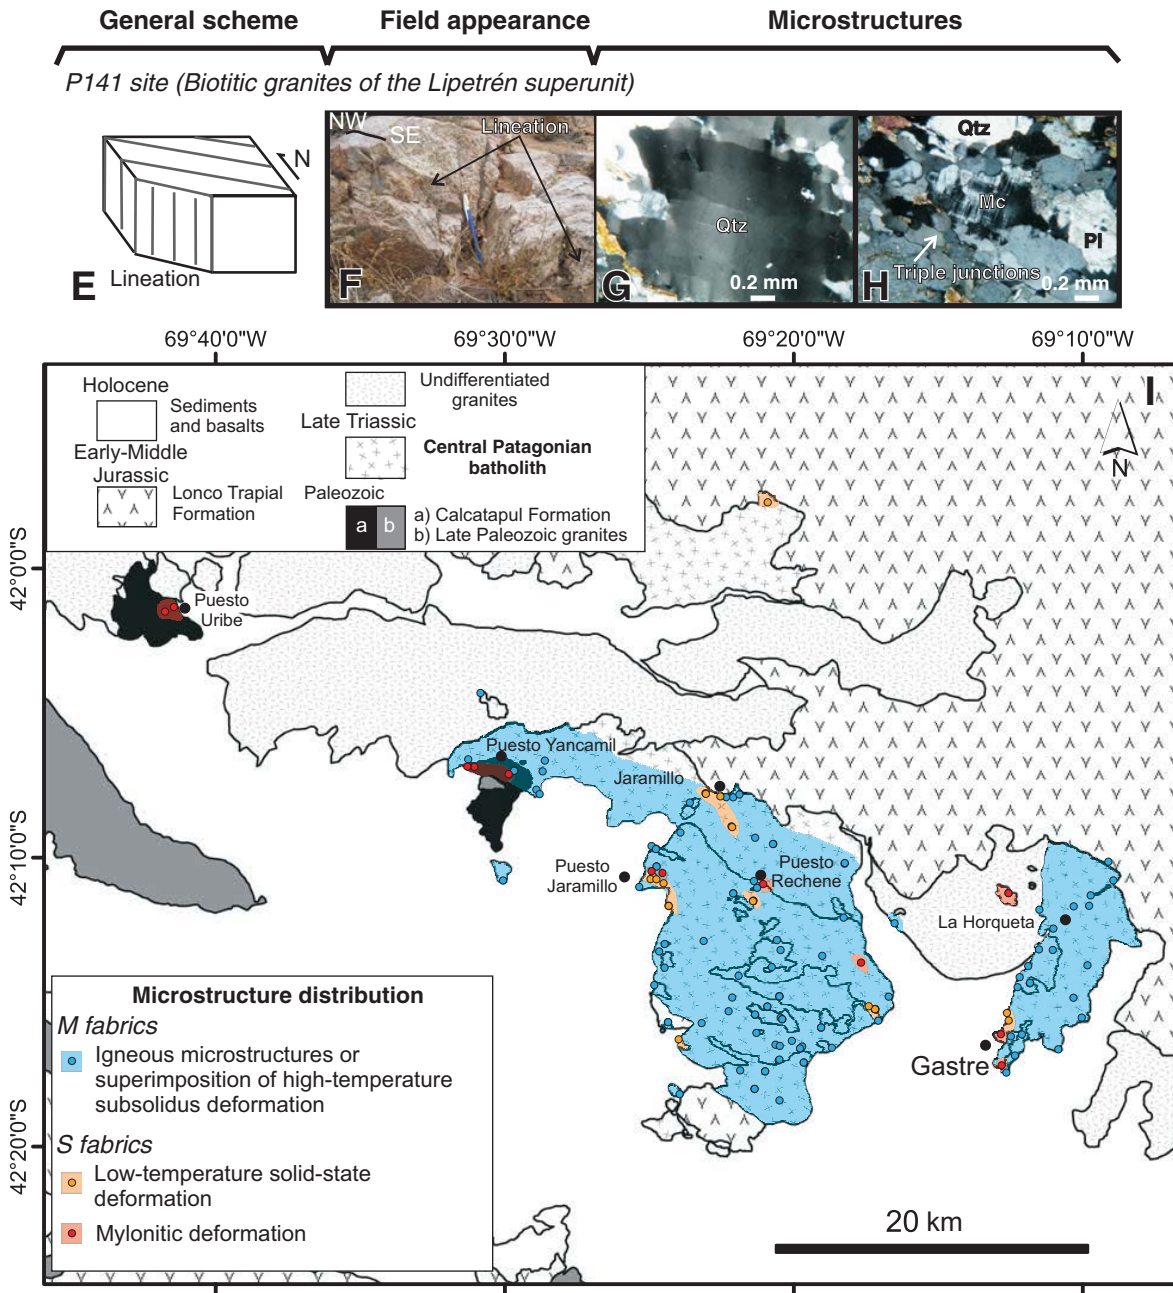 General scheme
Field appearance
Microstructures
P141 site (Biotitic granites of the Lipetrén superunit)
N
E
Lineation
NW
SE
Lineation
F
Qtz
G
0.2 mm
Qtz
Mc
Pl
Triple junctions
H
0.2 mm
69°40'0"W
69°30'0"W
69°20'0"W
69°10'0"W
Holocene
Sediments
and basalts
Early-Middle
Jurassic
Lonco Trapial
Formation
Undifferentiated
granites
Late Triassic
Central Patagonian
batholith
Paleozoic
a
b
a) Calcatapul Formation
b) Late Paleozoic granites
I
N
42°0'0"S
42°10'0"S
42°20'0"S
Puesto
Uribe
Puesto Yancamil
Jaramillo
Puesto
Jaramillo
Puesto
Rechene
La Horqueta
Gastre
Microstructure distribution
M fabrics
Igneous microstructures or
superimposition of high-temperature
subsolidus deformation
S fabrics
Low-temperature solid-state
deformation
Mylonitic deformation
20 km